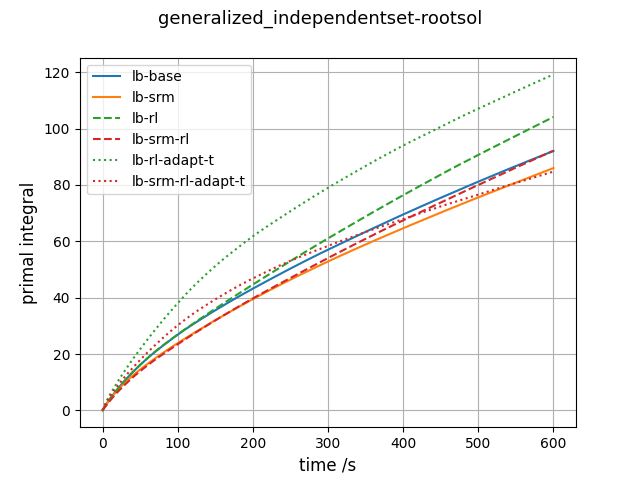 generalized_independentset-rootsol
primal integral
120
100
80
60
40
20
0
lb-base
lb-srm
lb-rl
lb-srm-rl
lb-rl-adapt-t
lb-srm-rl-adapt-t
0 100 200 300 400 500 600
time /s